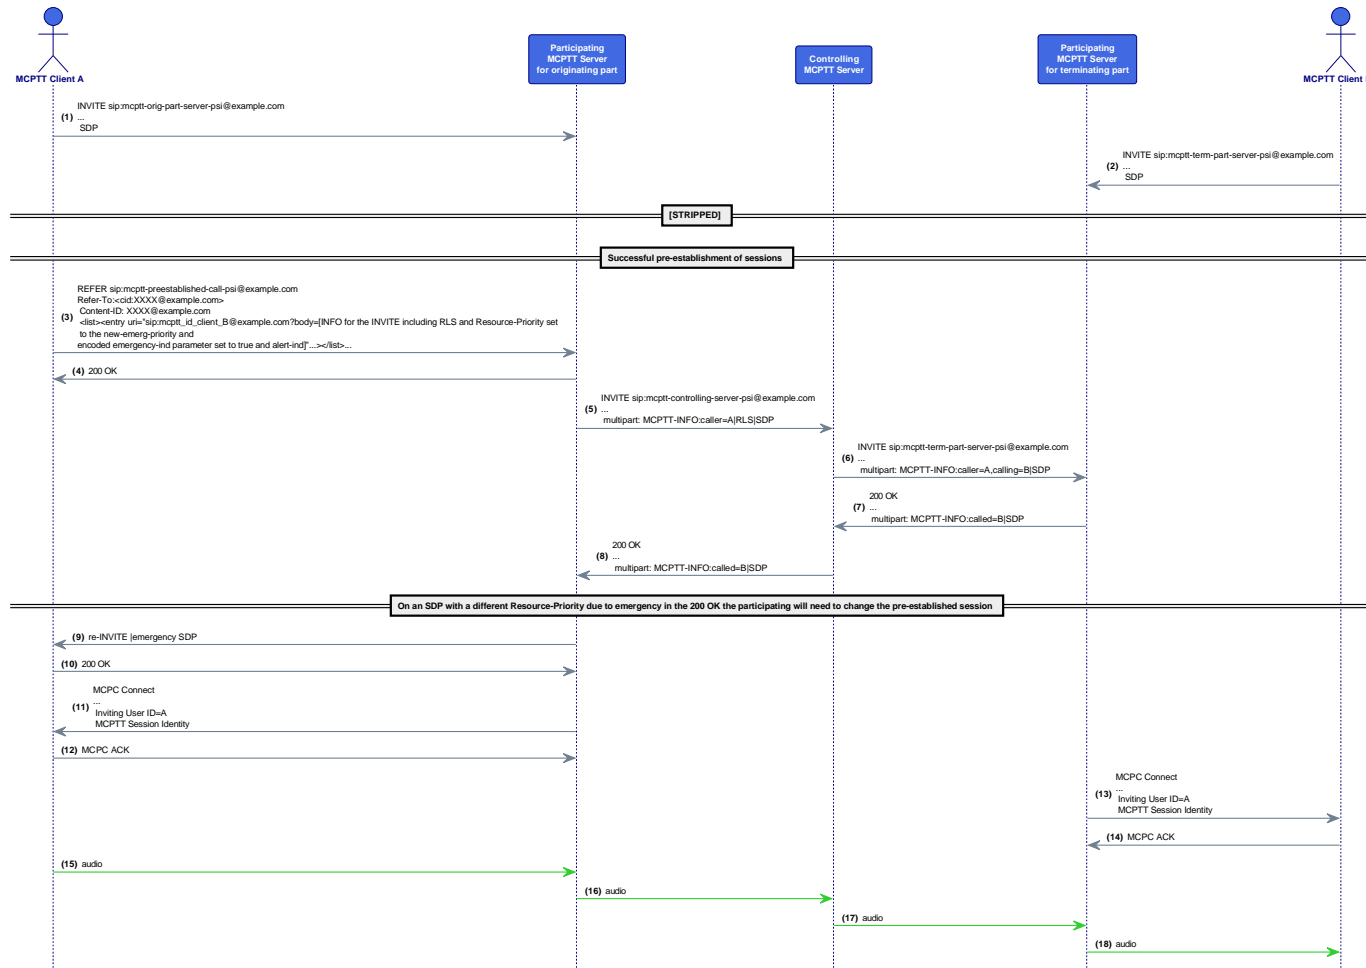 MCPTT Client A
Participating
MCPTT Server
for originating part
Controlling
MCPTT Server
Participating
MCPTT Server
for terminating part
MCPTT Client
INVITE sip:mcptt-orig-part-server-psi@example.com
(1) ...
SDP
INVITE sip:mcptt-term-part-server-psi@example.com
(2) ...
SDP
[STRIPPED]
Successful pre-establishment of sessions
REFER sip:mcptt-preestablished-call-psi@example.com
Refer-To:<cid:XXXX@example.com>
Content-ID: XXXX@example.com
(3) <list><entry uri="sip:mcptt_id_client_B@example.com?body=[INFO for the INVITE including RLS and Resource-Priority set
to the new-emerg-priority and
encoded emergency-ind parameter set to true and alert-ind]"...></list>...
(4) 200 OK
INVITE sip:mcptt-controlling-server-psi@example.com
(5) ...
multipart: MCPTT-INFO:caller=A|RLS|SDP
INVITE sip:mcptt-term-part-server-psi@example.com
(6) ...
multipart: MCPTT-INFO:caller=A,calling=B|SDP
200 OK
(7) ...
multipart: MCPTT-INFO:called=B|SDP
200 OK
(8) ...
multipart: MCPTT-INFO:called=B|SDP
On an SDP with a different Resource-Priority due to emergency in the 200 OK the participating will need to change the pre-established session
(9) re-INVITE |emergency SDP
(10) 200 OK
MCPC Connect
(11) ...
Inviting User ID=A
MCPTT Session Identity
(12) MCPC ACK
MCPC Connect
(13) ...
Inviting User ID=A
MCPTT Session Identity
(14) MCPC ACK
(15) audio
(16) audio
(17) audio
(18) audio